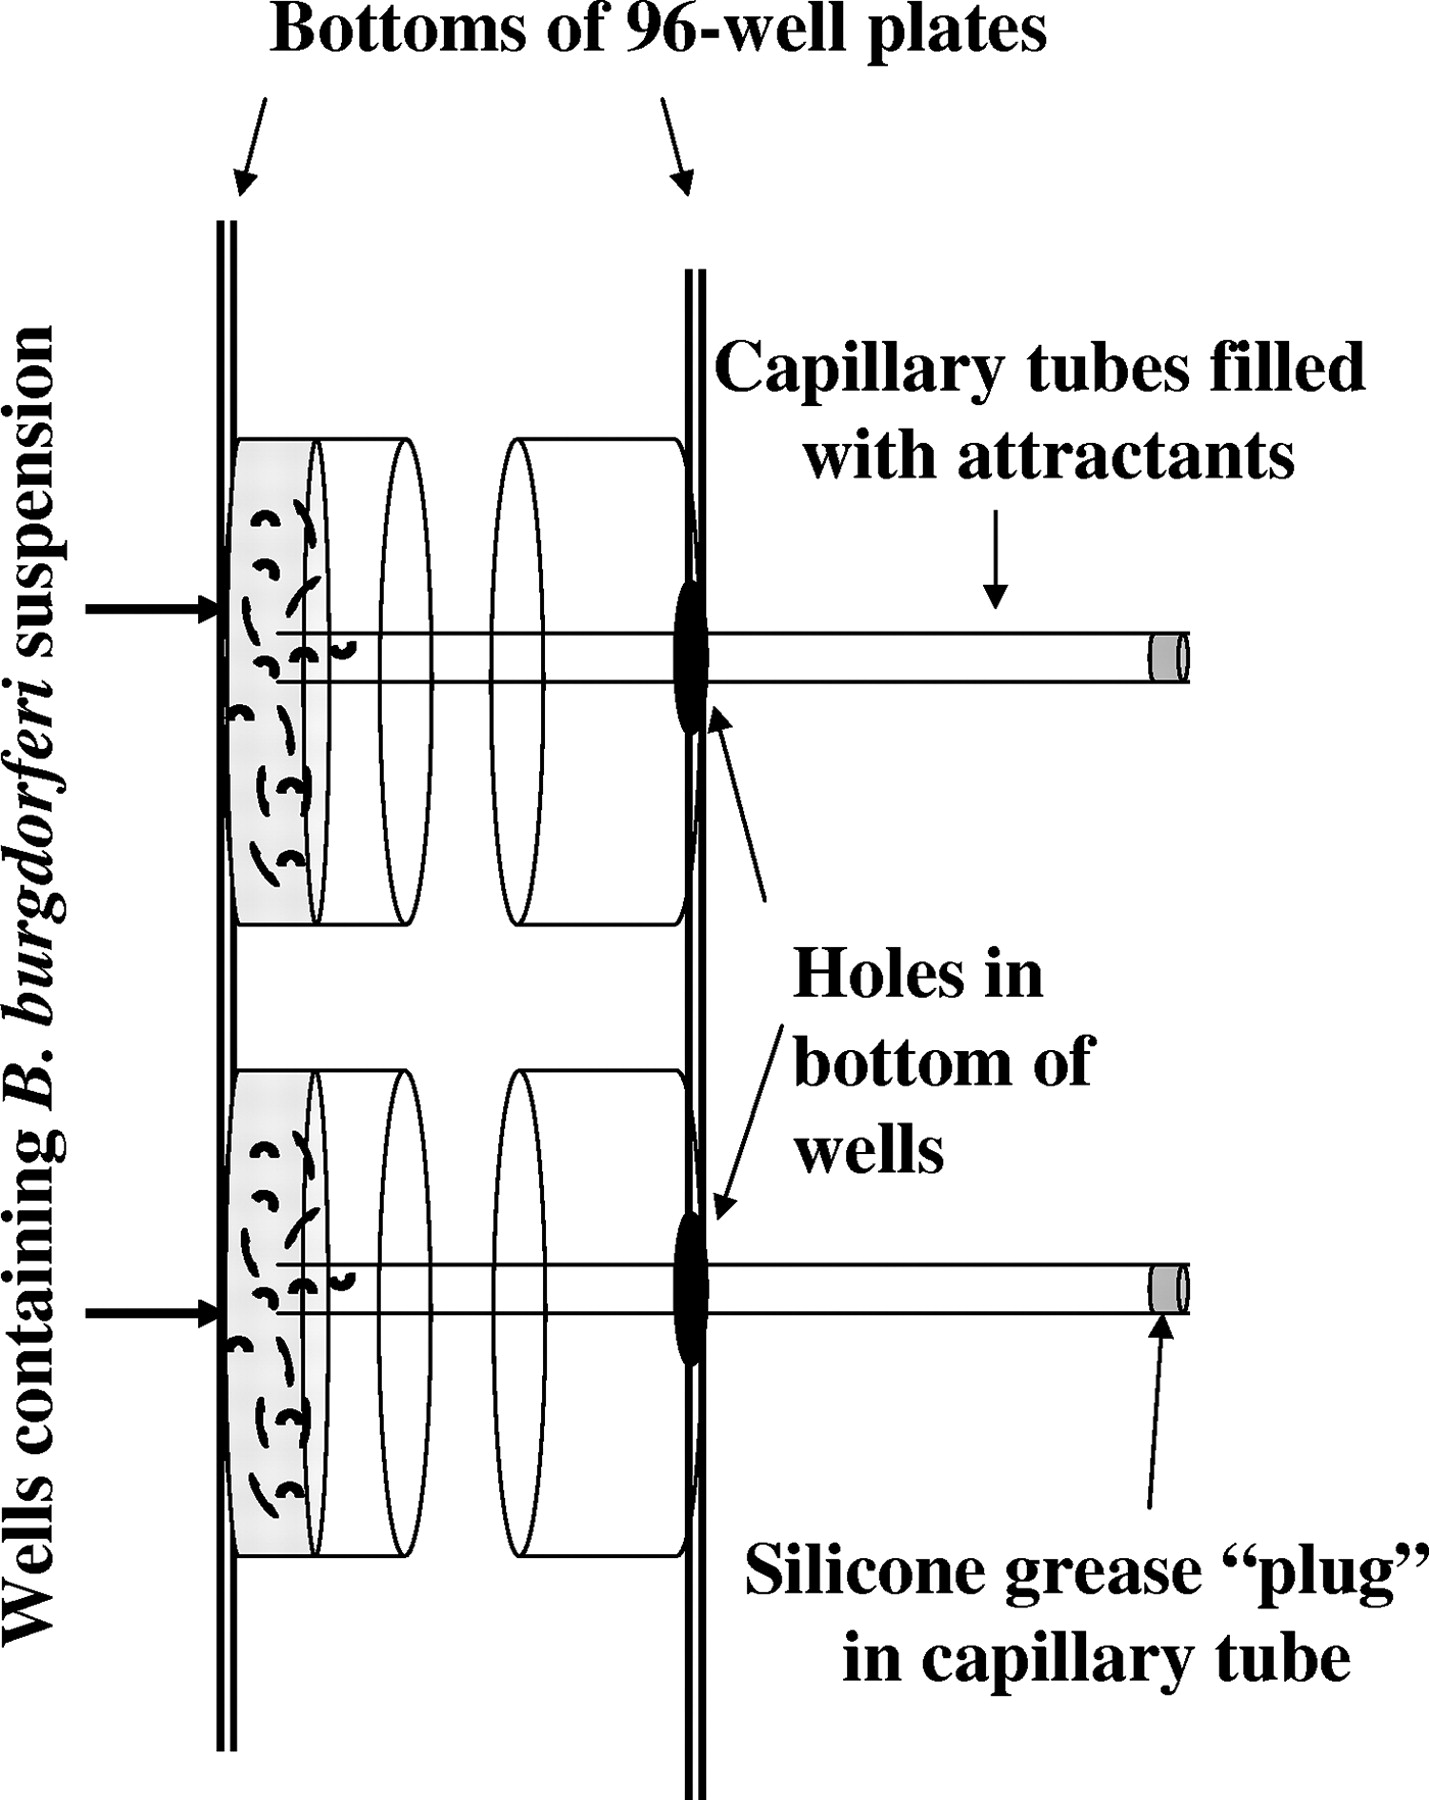 Bottoms of 96-well plates
Wells containing B. burgdorferi suspension
Capillary tubes filled
with attractants
Holes in
bottom of
wells
Silicone grease “plug”
in capillary tube